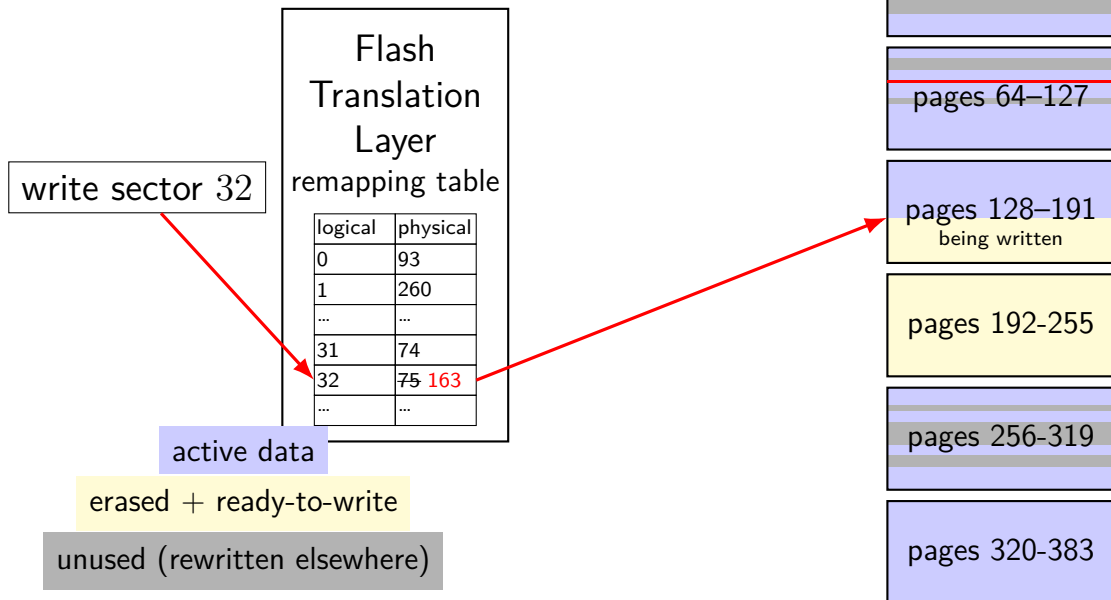 Flash
Translation
Layer
remapping table
write sector 32
logical physical
0 93
1 260
... ...
31 74
32 75 163
... ...
active data
erased + ready-to-write
unused (rewritten elsewhere)
pages 64–127
pages 128–191
being written
pages 192-255
pages 256-319
pages 320-383